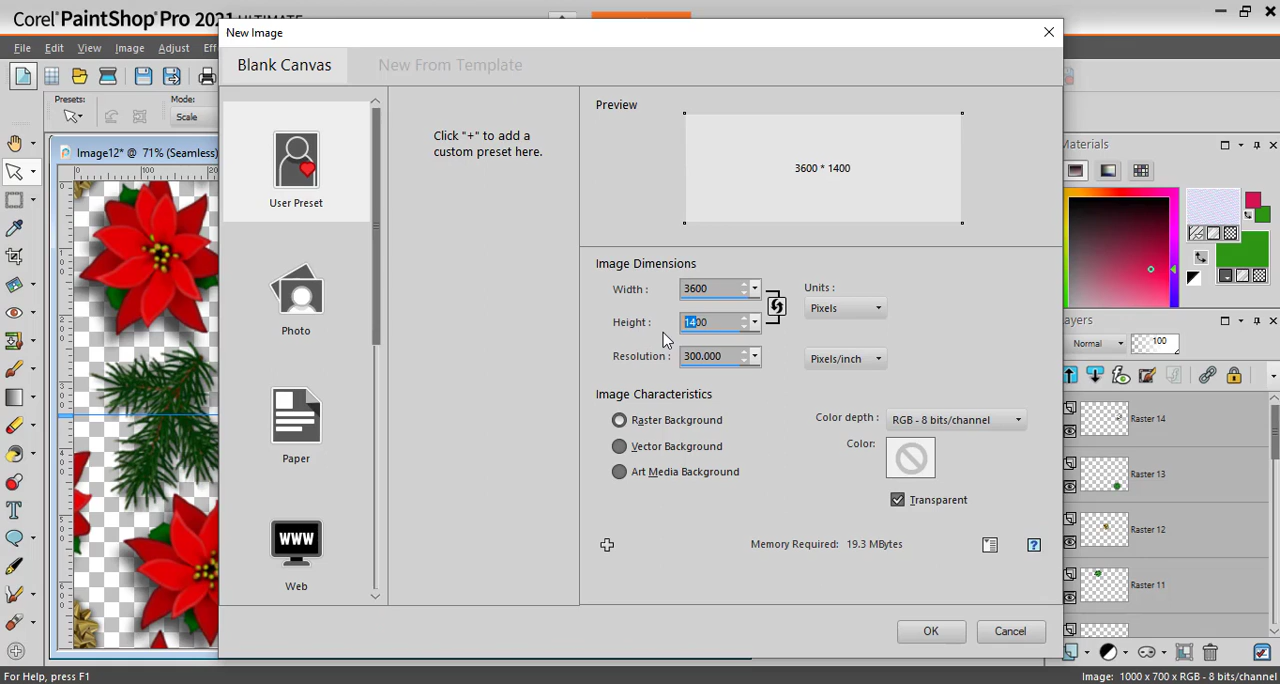 Corel® PaintShop® Pro 2021 ULTIMATE
New Image
File Edit View Image Adjust
Blank Canvas
New From Template
Presets:
Mode:
Scale
Image12* @ 71% (Seamless)
User Preset
Photo
Paper
WWW
Web
Click "+" to add a
custom preset here.
Preview
3600 * 1400
Image Dimensions
Width :
3600
Units :
Pixels
Height :
1400
Resolution :
300.000
Pixels/inch
Image Characteristics
Raster Background
Vector Background
Art Media Background
Color depth :
RGB - 8 bits/channel
Color:
Transparent
Memory Required: 19.3 MBytes
OK
Cancel
Materials
Normal
100
Raster 14
Raster 13
Raster 12
Raster 11
For Help, press F1
Image: 1000 x 700 x RGB - 8 bits/channel